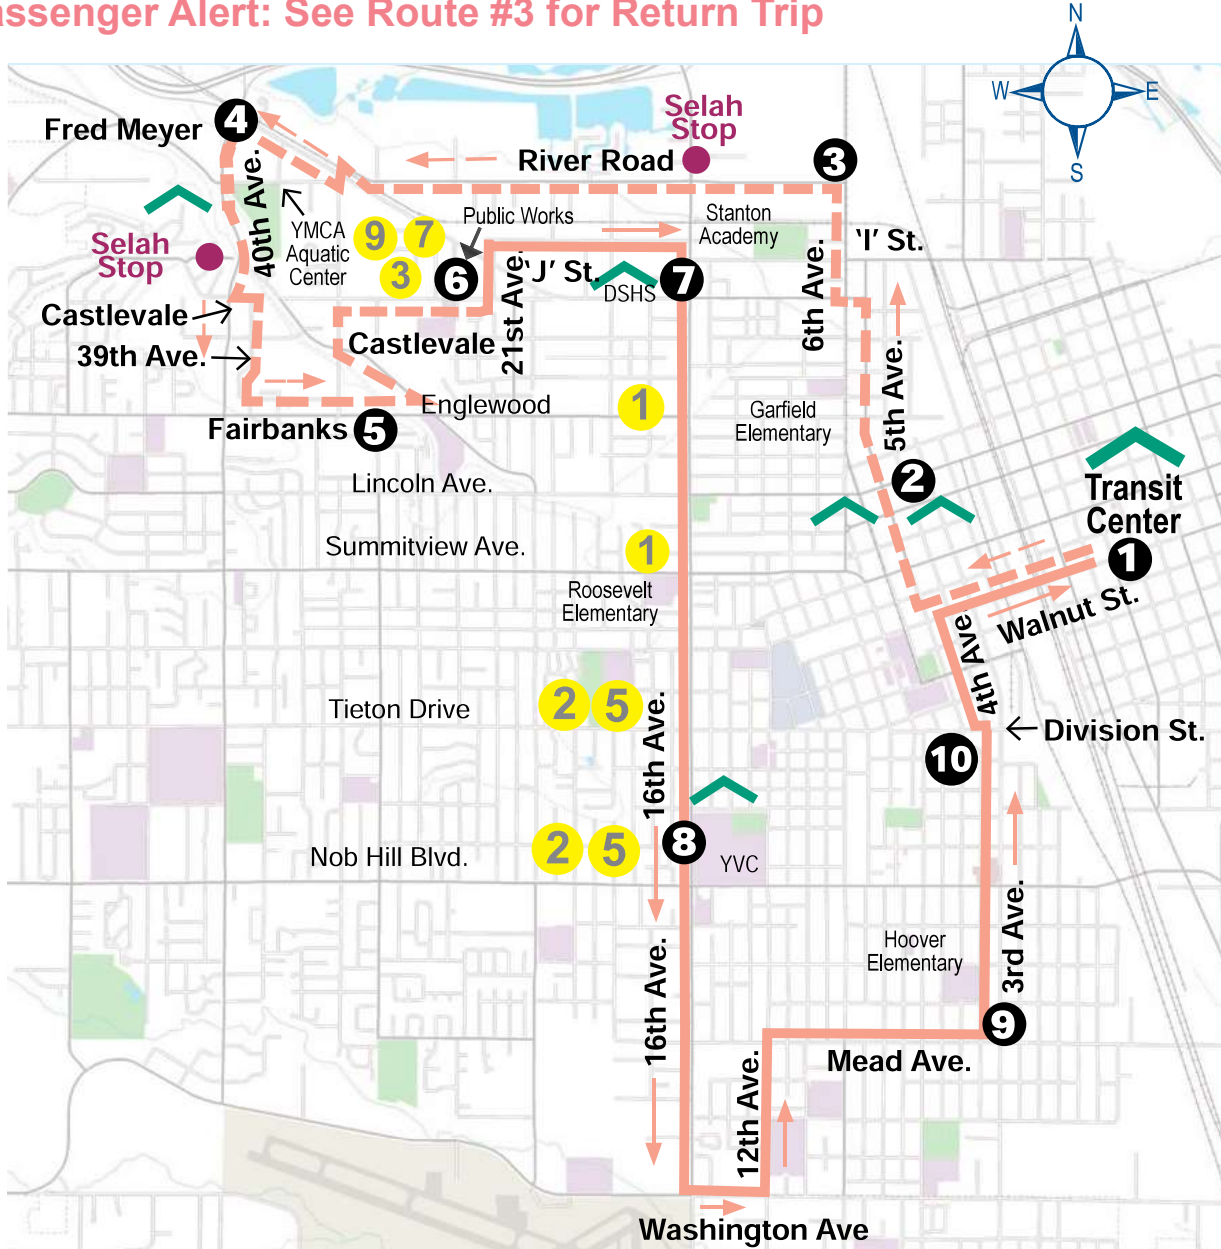 assenger Alert: See Route #3 for Return Trip
N
W
E
S
Fred Meyer
4
Selah
Stop
River Road
3
40th Ave.
YMCA
Aquatic
Center
9
7
3
Public Works
6
Stanton
Academy
'I' St.
Selah
Stop
21st Ave.
'J' St.
DSHS
7
6th Ave.
Castlevale
39th Ave.
Castlevale
5th Ave.
Fairbanks
5
Englewood
1
Garfield
Elementary
Lincoln Ave.
2
Transit
Center
1
Summitview Ave.
1
Roosevelt
Elementary
Walnut St.
4th Ave.
Tieton Drive
2
5
16th Ave.
Division St.
10
Nob Hill Blvd.
2
5
8
YVC
16th Ave.
Hoover
Elementary
3rd Ave.
9
Mead Ave.
12th Ave.
Washington Ave